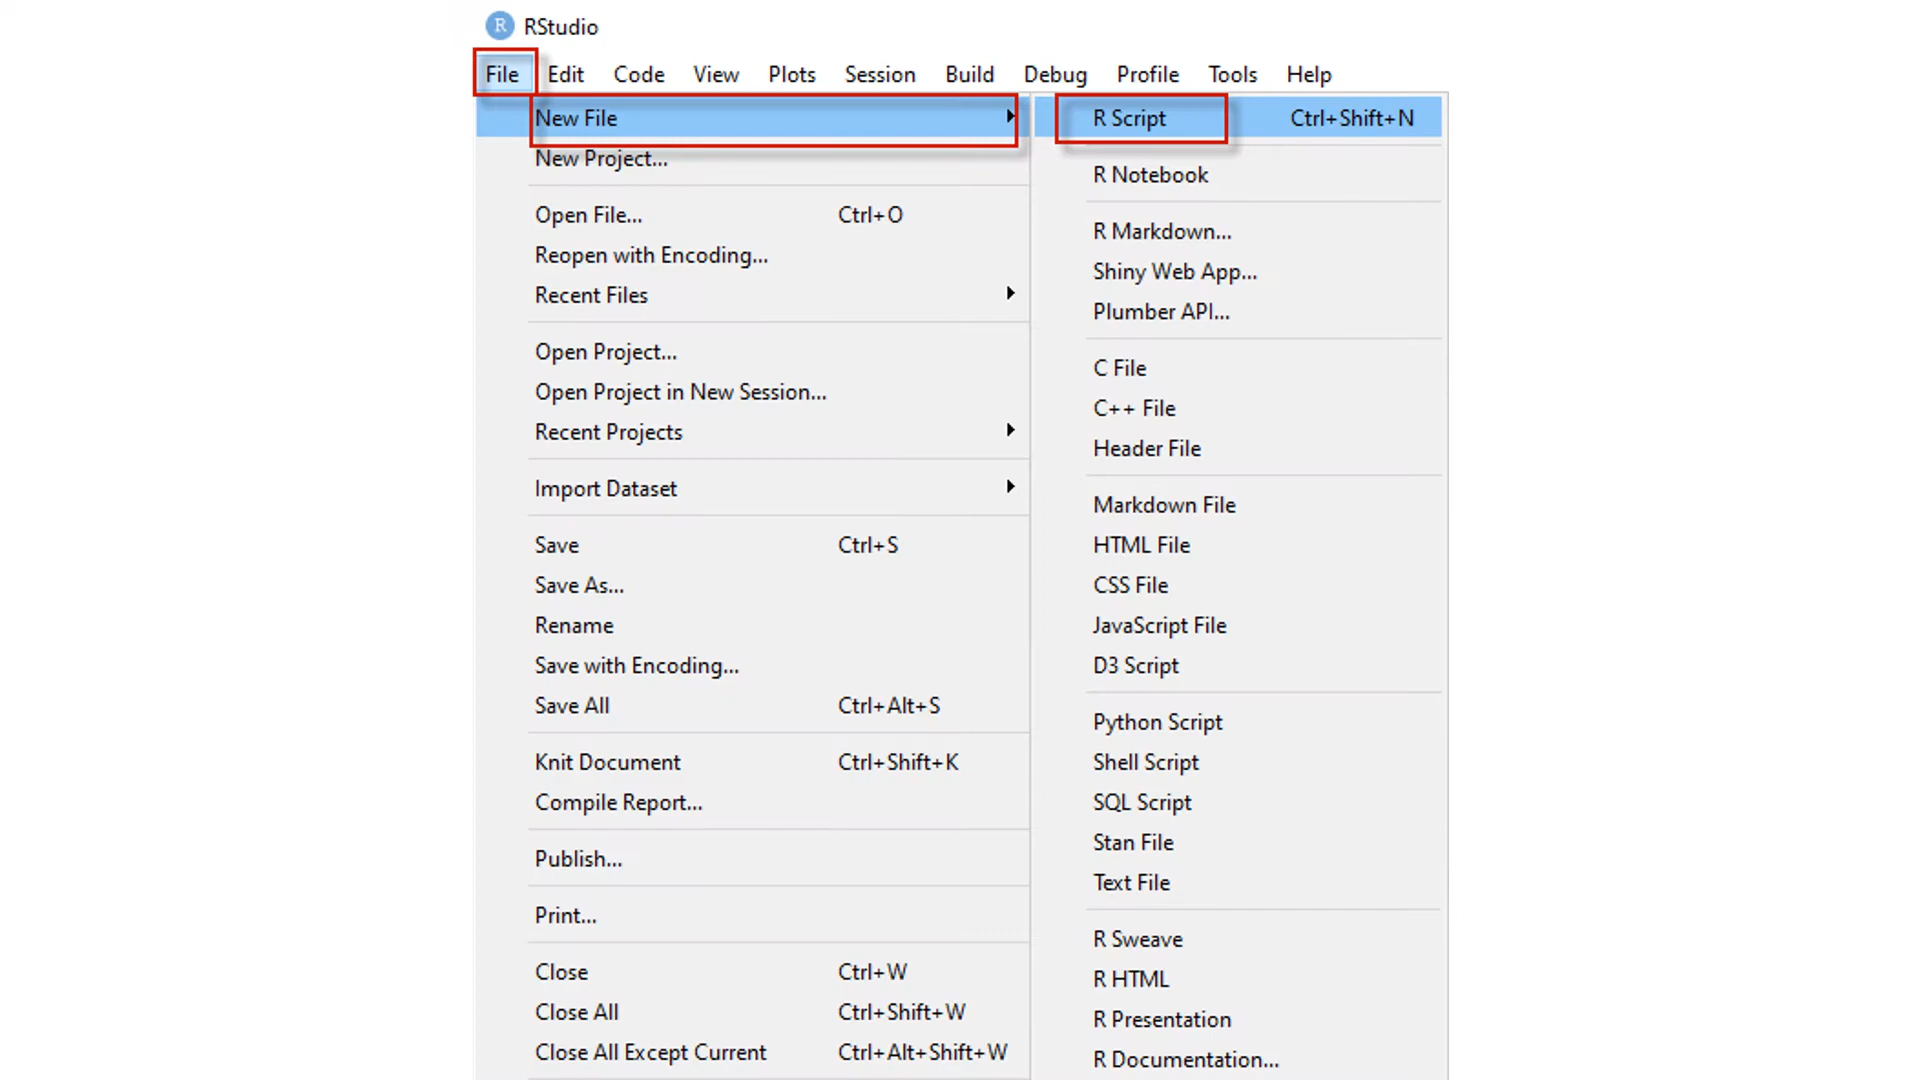 R RStudio
File Edit Code View Plots Session Build Debug Profile Tools Help
New File
New Project...
Open File... Ctrl+O
Reopen with Encoding...
Recent Files
Open Project...
Open Project in New Session...
Recent Projects
Import Dataset
Save Ctrl+S
Save As...
Rename
Save with Encoding...
Save All Ctrl+Alt+S
Knit Document Ctrl+Shift+K
Compile Report...
Publish...
Print...
Close Ctrl+W
Close All Ctrl+Shift+W
Close All Except Current Ctrl+Alt+Shift+W
R Script Ctrl+Shift+N
R Notebook
R Markdown...
Shiny Web App...
Plumber API...
C File
C++ File
Header File
Markdown File
HTML File
CSS File
JavaScript File
D3 Script
Python Script
Shell Script
SQL Script
Stan File
Text File
R Sweave
R HTML
R Presentation
R Documentation...